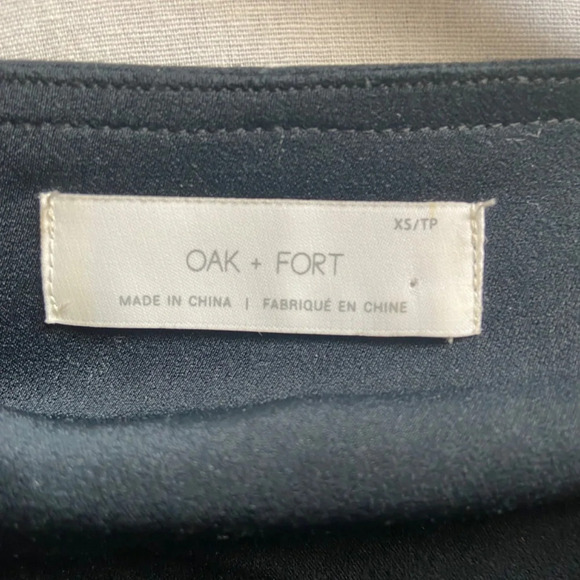 XS/TP
OAK + FORT
MADE IN CHINA | FABRIQUÉ EN CHINE